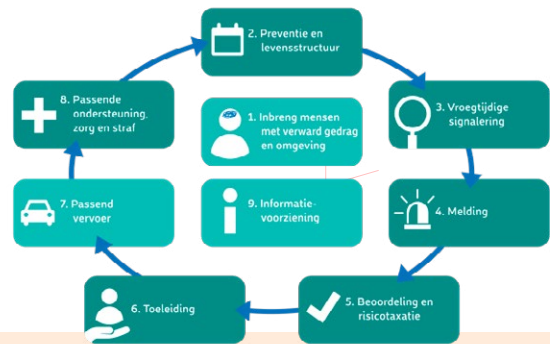 2. Preventie en
levensstructuur
8. Passende
ondersteuning,
zorg en straf
1. Inbreng mensen
met verward gedrag
en omgeving
3. Vroegtijdige
signalering
7. Passend
vervoer
9. Informatie-
voorziening
4. Melding
6. Toeleiding
5. Beoordeling en
risicotaxatie